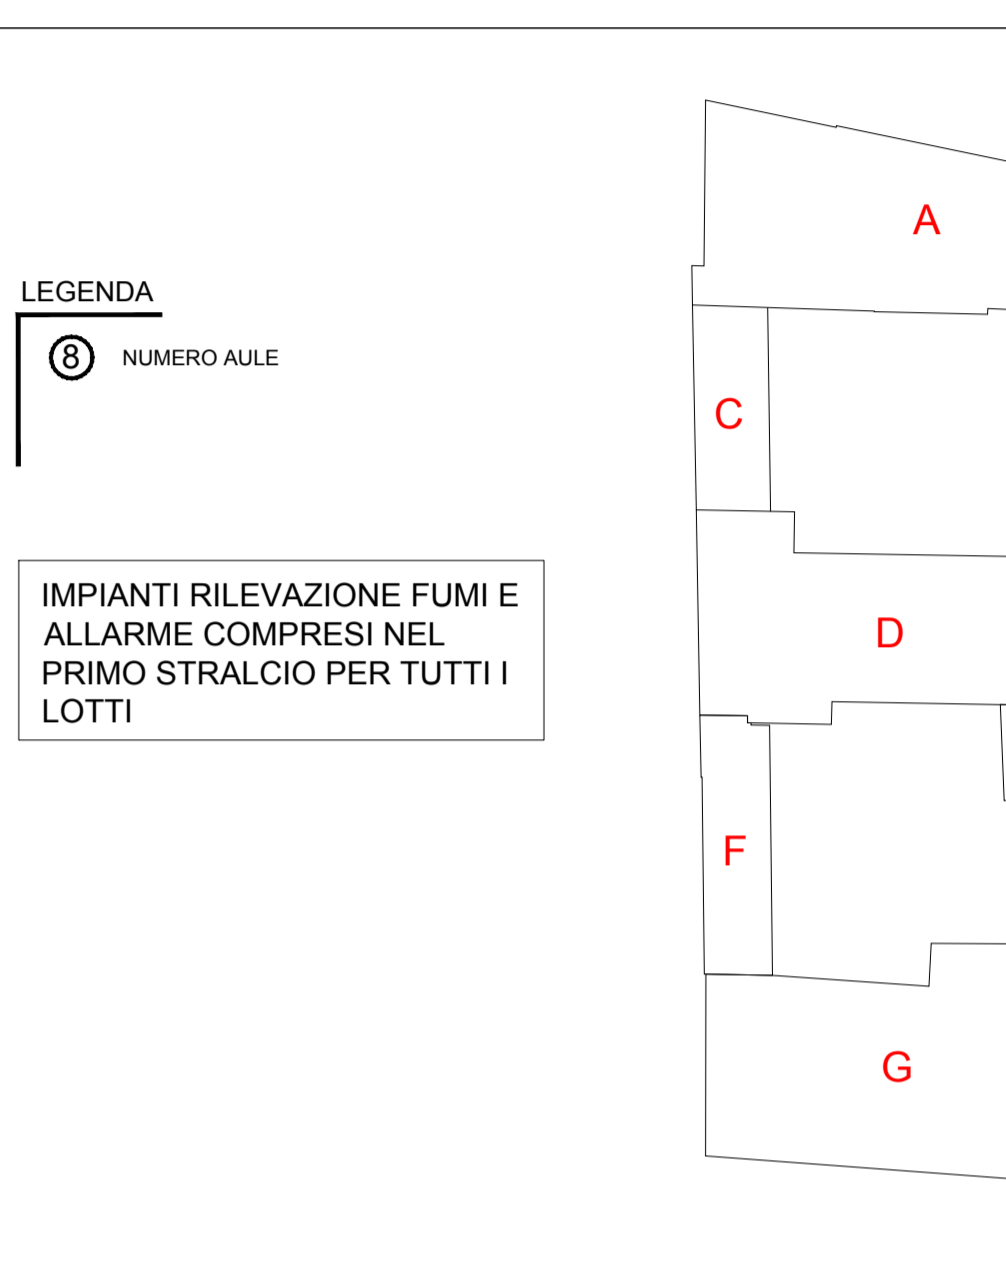 LEGENDA
8 NUMERO AULE
IMPIANTI RILEVAZIONE FUMI E
ALLARME COMPRESI NEL
PRIMO STRALCIO PER TUTTI I
LOTTI
A
C
D
F
G